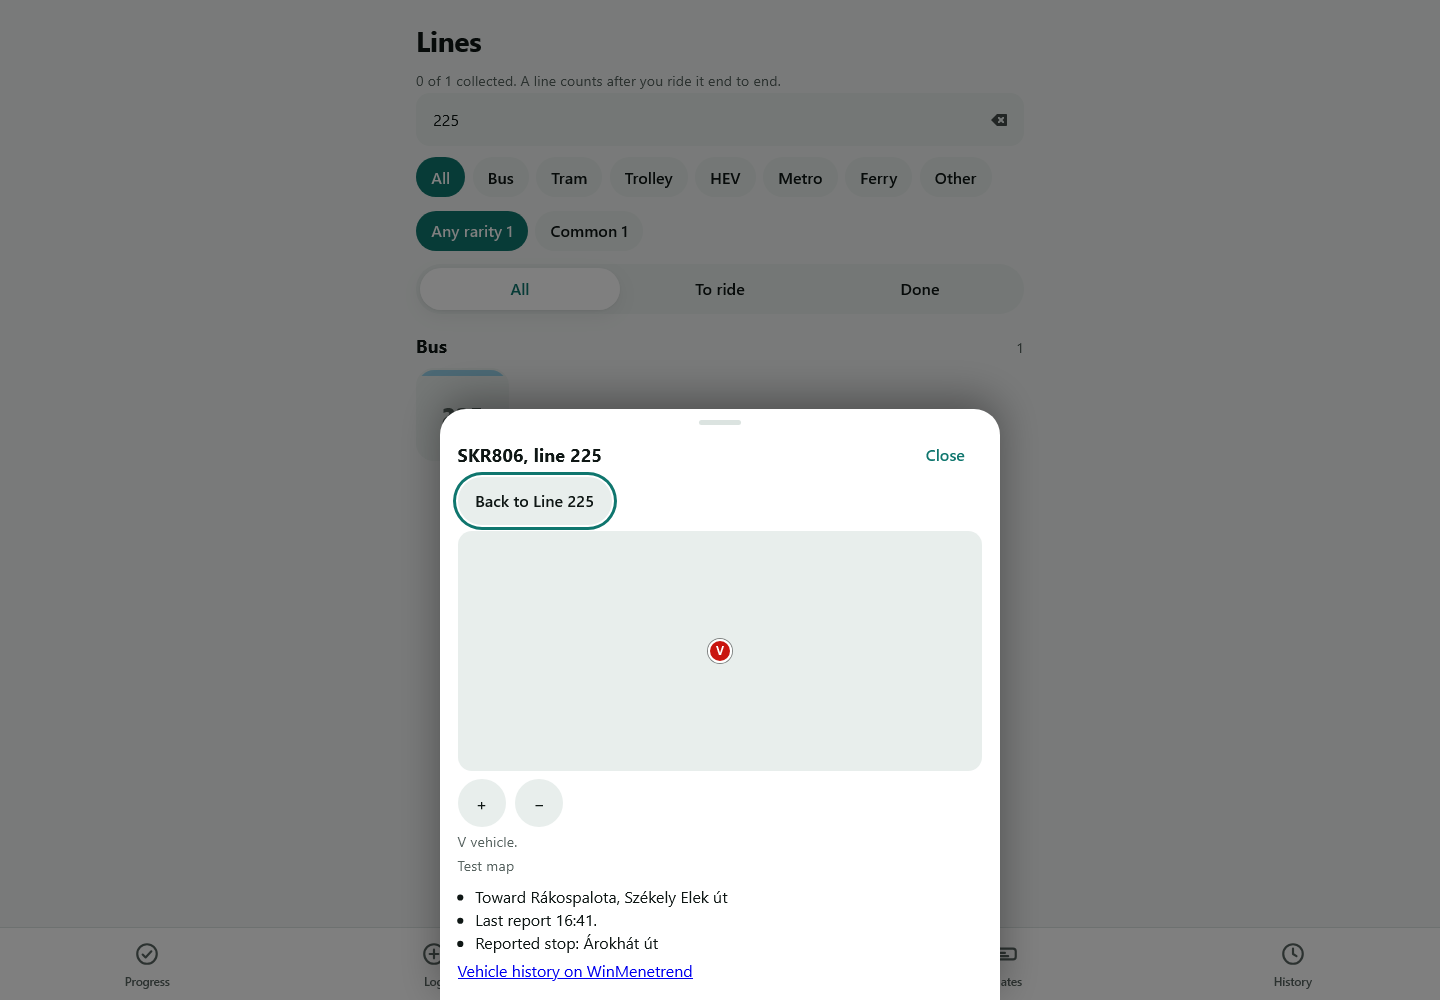 Lines
0 of 1 collected. A line counts after you ride it end to end.
225
All Bus Tram Trolley HEV Metro Ferry Other
Any rarity 1 Common 1
All To ride Done
Bus 1
SKR806, line 225 Close
Back to Line 225
V
+ −
V vehicle.
Test map
• Toward Rákospalota, Székely Elek út
• Last report 16:41.
• Reported stop: Árokhát út
Vehicle history on WinMenetrend
Progress History